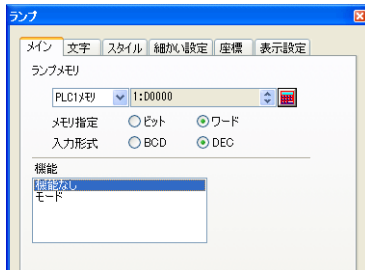 ランプ
メイン 文字 スタイル 細かい設定 座標 表示設定
ランプメモリ
PLC1メモリ 1:D0000
メモリ指定 ビット ワード
入力形式 BCD DEC
機能
機能なし
モード